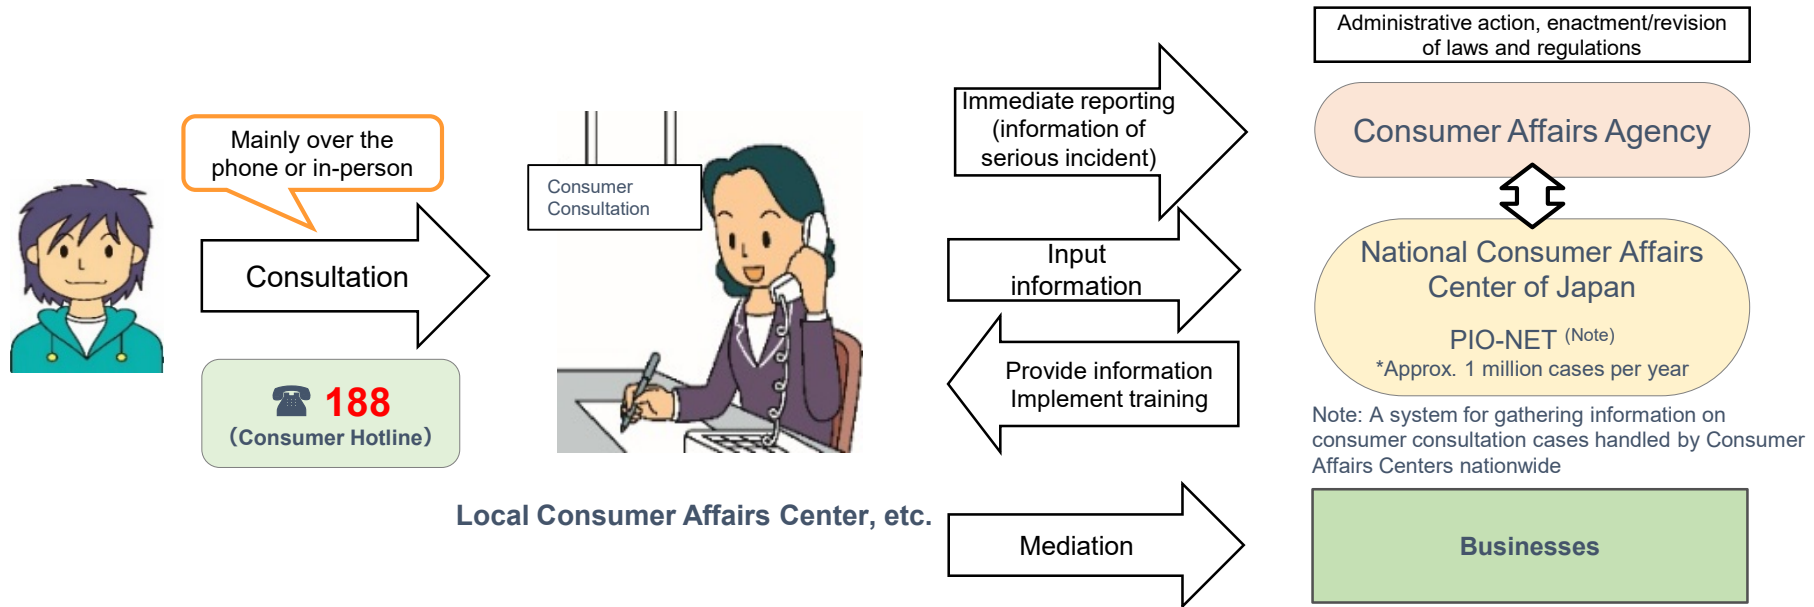 Administrative action, enactment/revision
of laws and regulations
Mainly over the
phone or in-person
Consultation
☎ 188
（Consumer Hotline）
Consumer
Consultation
Local Consumer Affairs Center, etc.
Immediate reporting
(information of
serious incident)
Input
information
Provide information
Implement training
Mediation
Consumer Affairs Agency
National Consumer Affairs
Center of Japan
PIO-NET (Note)
*Approx. 1 million cases per year
Note: A system for gathering information on
consumer consultation cases handled by Consumer
Affairs Centers nationwide
Businesses